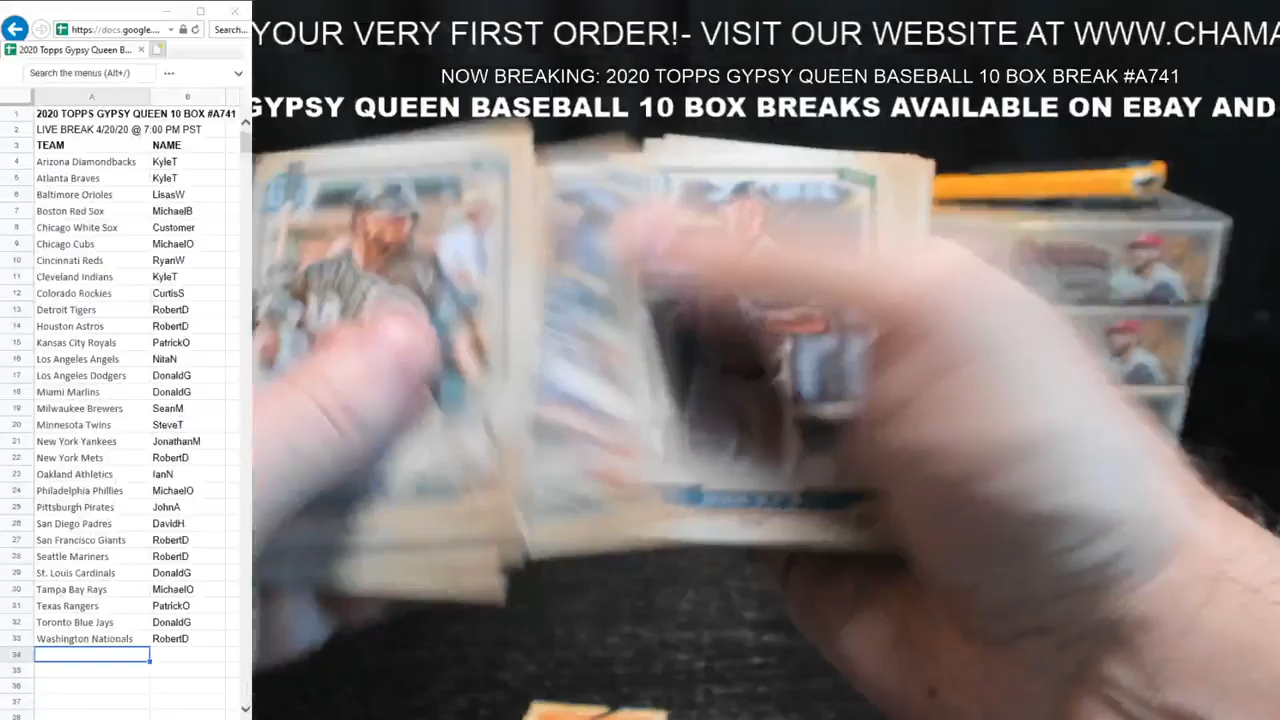 https://docs.google.... Search...
2020 Topps Gypsy Queen B...
Search the menus (Alt+/) •••
A
1 2020 TOPPS GYPSY QUEEN 10 BOX #A741
2 LIVE BREAK 4/20/20 @ 7:00 PM PST
3 TEAM NAME
4 Arizona Diamondbacks KyleT
5 Atlanta Braves KyleT
6 Baltimore Orioles LisasW
7 Boston Red Sox MichaelB
8 Chicago White Sox Customer
9 Chicago Cubs MichaelO
10 Cincinnati Reds RyanW
11 Cleveland Indians KyleT
12 Colorado Rockies CurtisS
13 Detroit Tigers RobertD
14 Houston Astros RobertD
15 Kansas City Royals PatrickO
16 Los Angeles Angels NitaN
17 Los Angeles Dodgers DonaldG
18 Miami Marlins DonaldG
19 Milwaukee Brewers SeanM
20 Minnesota Twins SteveT
21 New York Yankees JonathanM
22 New York Mets RobertD
23 Oakland Athletics IanN
24 Philadelphia Phillies MichaelO
25 Pittsburgh Pirates JohnA
26 San Diego Padres DavidH
27 San Francisco Giants RobertD
28 Seattle Mariners RobertD
29 St. Louis Cardinals DonaldG
30 Tampa Bay Rays MichaelO
31 Texas Rangers PatrickO
32 Toronto Blue Jays DonaldG
33 Washington Nationals RobertD
34
35
36
37
38
YOUR VERY FIRST ORDER!- VISIT OUR WEBSITE AT WWW.CHAMA
NOW BREAKING: 2020 TOPPS GYPSY QUEEN BASEBALL 10 BOX BREAK #A741
GYPSY QUEEN BASEBALL 10 BOX BREAKS AVAILABLE ON EBAY AND